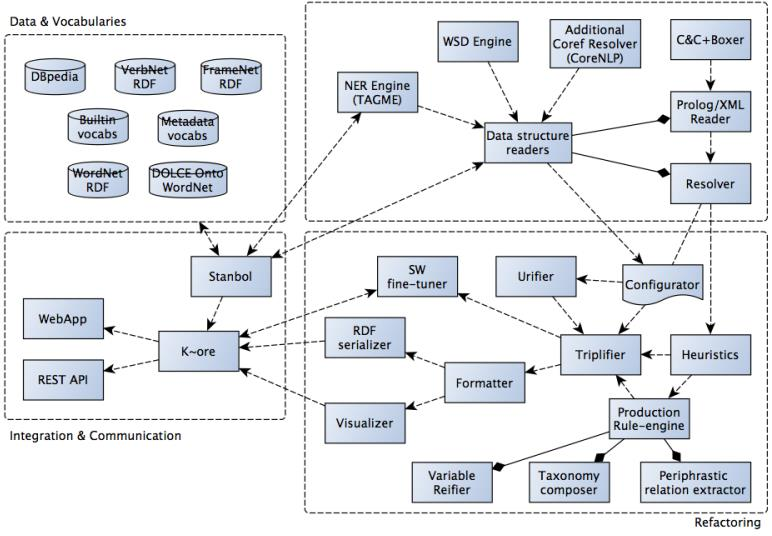 Data & Vocabularies
DBpedia
VerbNet
RDF
FrameNet
RDF
Builtin
vocabs
Metadata
vocabs
WordNet
RDF
DOLCE Onto
WordNet
WSD Engine
Additional
Coref Resolver
(CoreNLP)
C&C+Boxer
NER Engine
(TAGME)
Data structure
readers
Prolog/XML
Reader
Resolver
Stanbol
WebApp
K~ore
REST API
Integration & Communication
SW
fine-tuner
Urifier
Configurator
RDF
serializer
Triplifier
Heuristics
Formatter
Visualizer
Production
Rule-engine
Variable
Reifier
Taxonomy
composer
Periphrastic
relation extractor
Refactoring